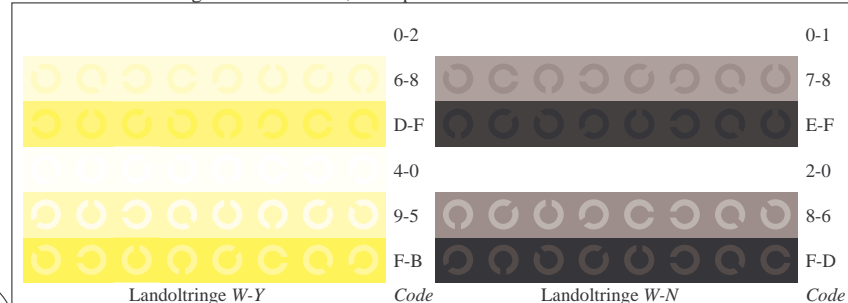 0-2 0-1
6-8 7-8
D-F E-F
4-0 2-0
9-5 8-6
F-B F-D
Landoltringe W-Y Code Landoltringe W-N Code